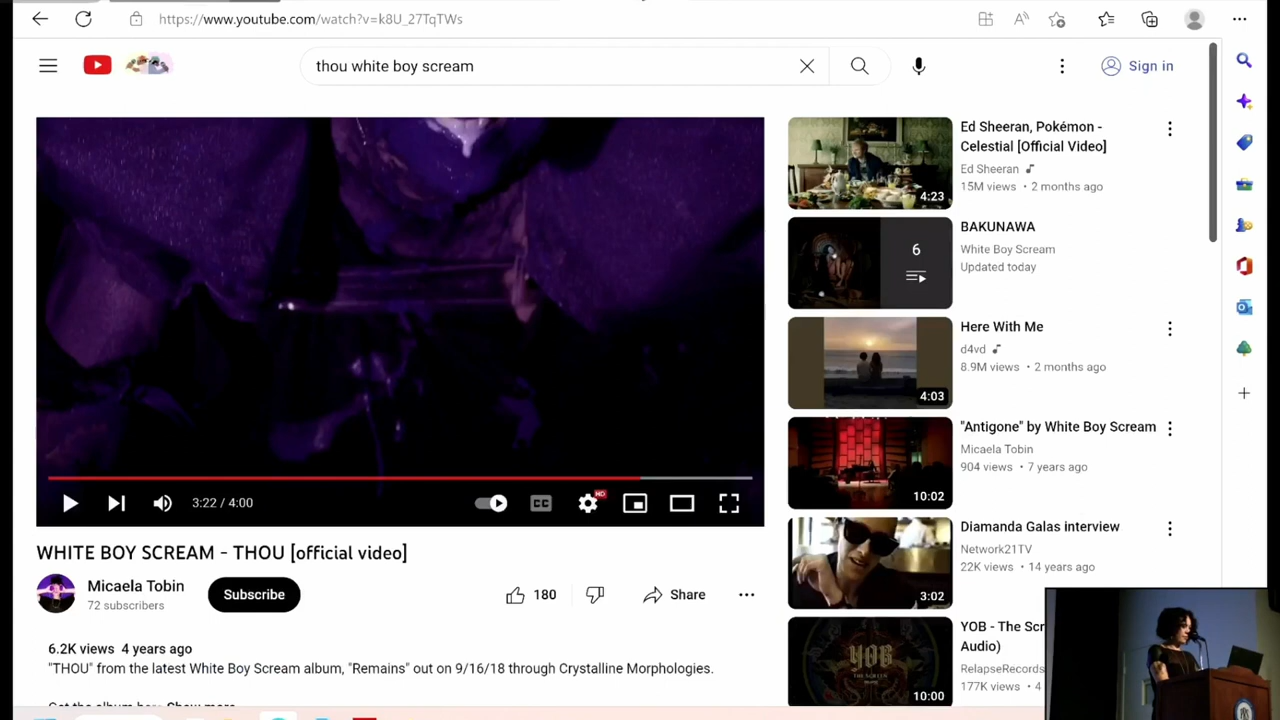 https://www.youtube.com/watch?v=k8U_27TqTWs
thou white boy scream
Sign in
3:22 / 4:00
CC
HD
WHITE BOY SCREAM - THOU [official video]
Micaela Tobin
72 subscribers
Subscribe
180
Share
6.2K views 4 years ago
"THOU" from the latest White Boy Scream album, "Remains" out on 9/16/18 through Crystalline Morphologies.
Ed Sheeran, Pokémon -
Celestial [Official Video]
Ed Sheeran
15M views • 2 months ago
4:23
BAKUNAWA
White Boy Scream
Updated today
6
Here With Me
d4vd
8.9M views • 2 months ago
4:03
"Antigone" by White Boy Scream
Micaela Tobin
904 views • 7 years ago
10:02
Diamanda Galas interview
Network21TV
22K views • 14 years ago
3:02
YOB - The Scr
Audio)
RelapseRecords
177K views • 4
YOB
10:00